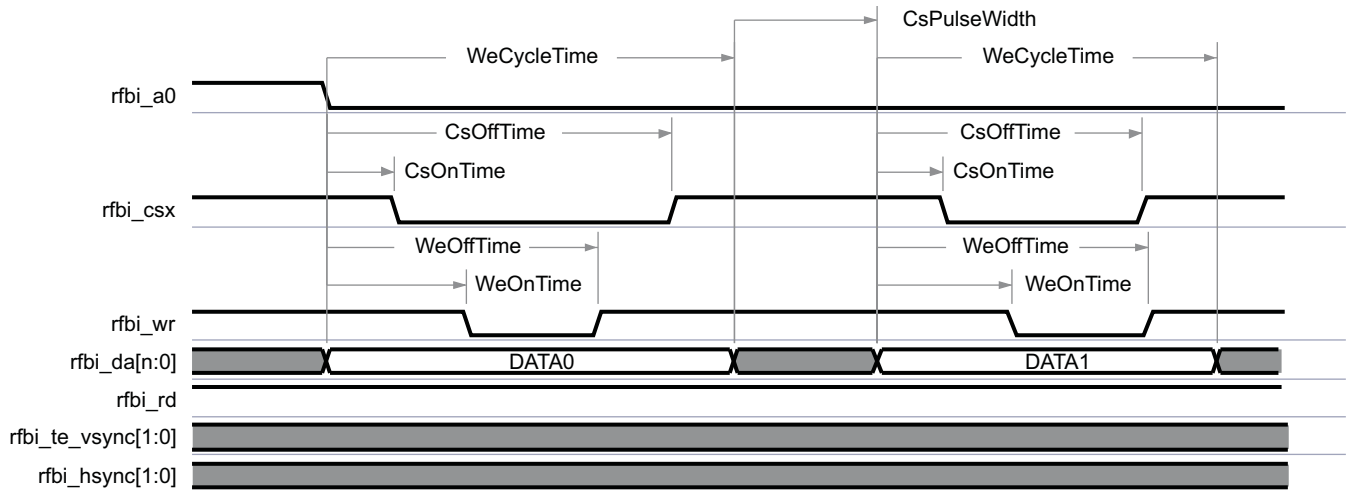 CsPulseWidth
WeCycleTime WeCycleTime
rfbi_a0
CsOffTime CsOffTime
CsOnTime CsOnTime
rfbi_csx
WeOffTime WeOffTime
WeOnTime WeOnTime
rfbi_wr
rfbi_da[n:0] DATA0 DATA1
rfbi_rd
rfbi_te_vsync[1:0]
rfbi_hsync[1:0]